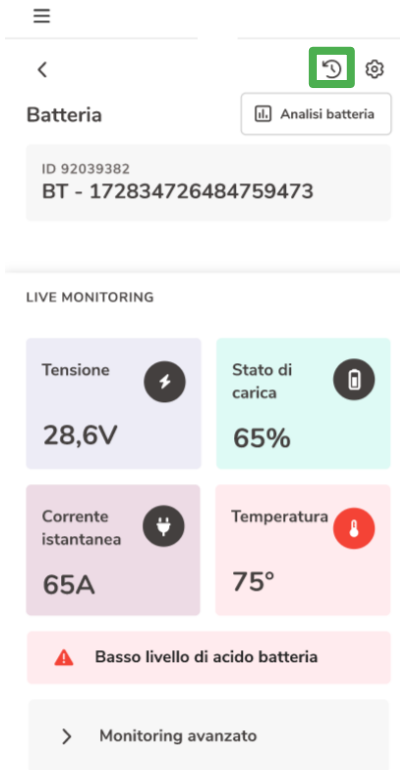 Batteria
Analisi batteria
ID 92039382
BT - 172834726484759473
LIVE MONITORING
Tensione
28,6V
Stato di
carica
65%
Corrente
istantanea
65A
Temperatura
75°
Basso livello di acido batteria
Monitoring avanzato